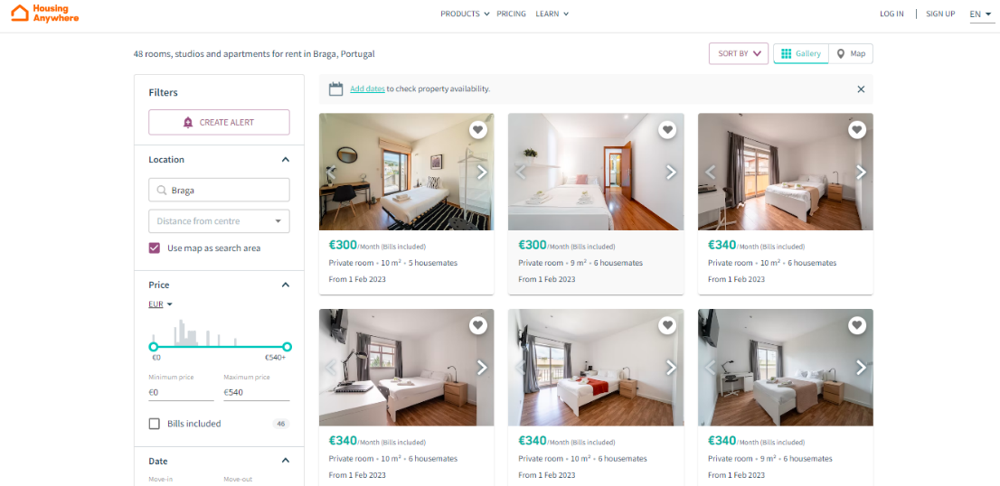 Housing
Anywhere
PRODUCTS PRICING LEARN
LOG IN | SIGN UP EN
48 rooms, studios and apartments for rent in Braga, Portugal
SORT BY
Gallery
Map
Filters
CREATE ALERT
Location
Braga
Distance from centre
Use map as search area
Price
EUR
€0 €540+
Minimum price Maximum price
€0 €540
Bills included 46
Date
Move-in Move-out
Add dates to check property availability.
€300/Month (Bills included)
Private room • 10 m² • 5 housemates
From 1 Feb 2023
€300/Month (Bills included)
Private room • 9 m² • 6 housemates
From 1 Feb 2023
€340/Month (Bills included)
Private room • 10 m² • 6 housemates
From 1 Feb 2023
€340/Month (Bills included)
Private room • 10 m² • 6 housemates
From 1 Feb 2023
€340/Month (Bills included)
Private room • 10 m² • 6 housemates
From 1 Feb 2023
€340/Month (Bills included)
Private room • 9 m² • 6 housemates
From 1 Feb 2023